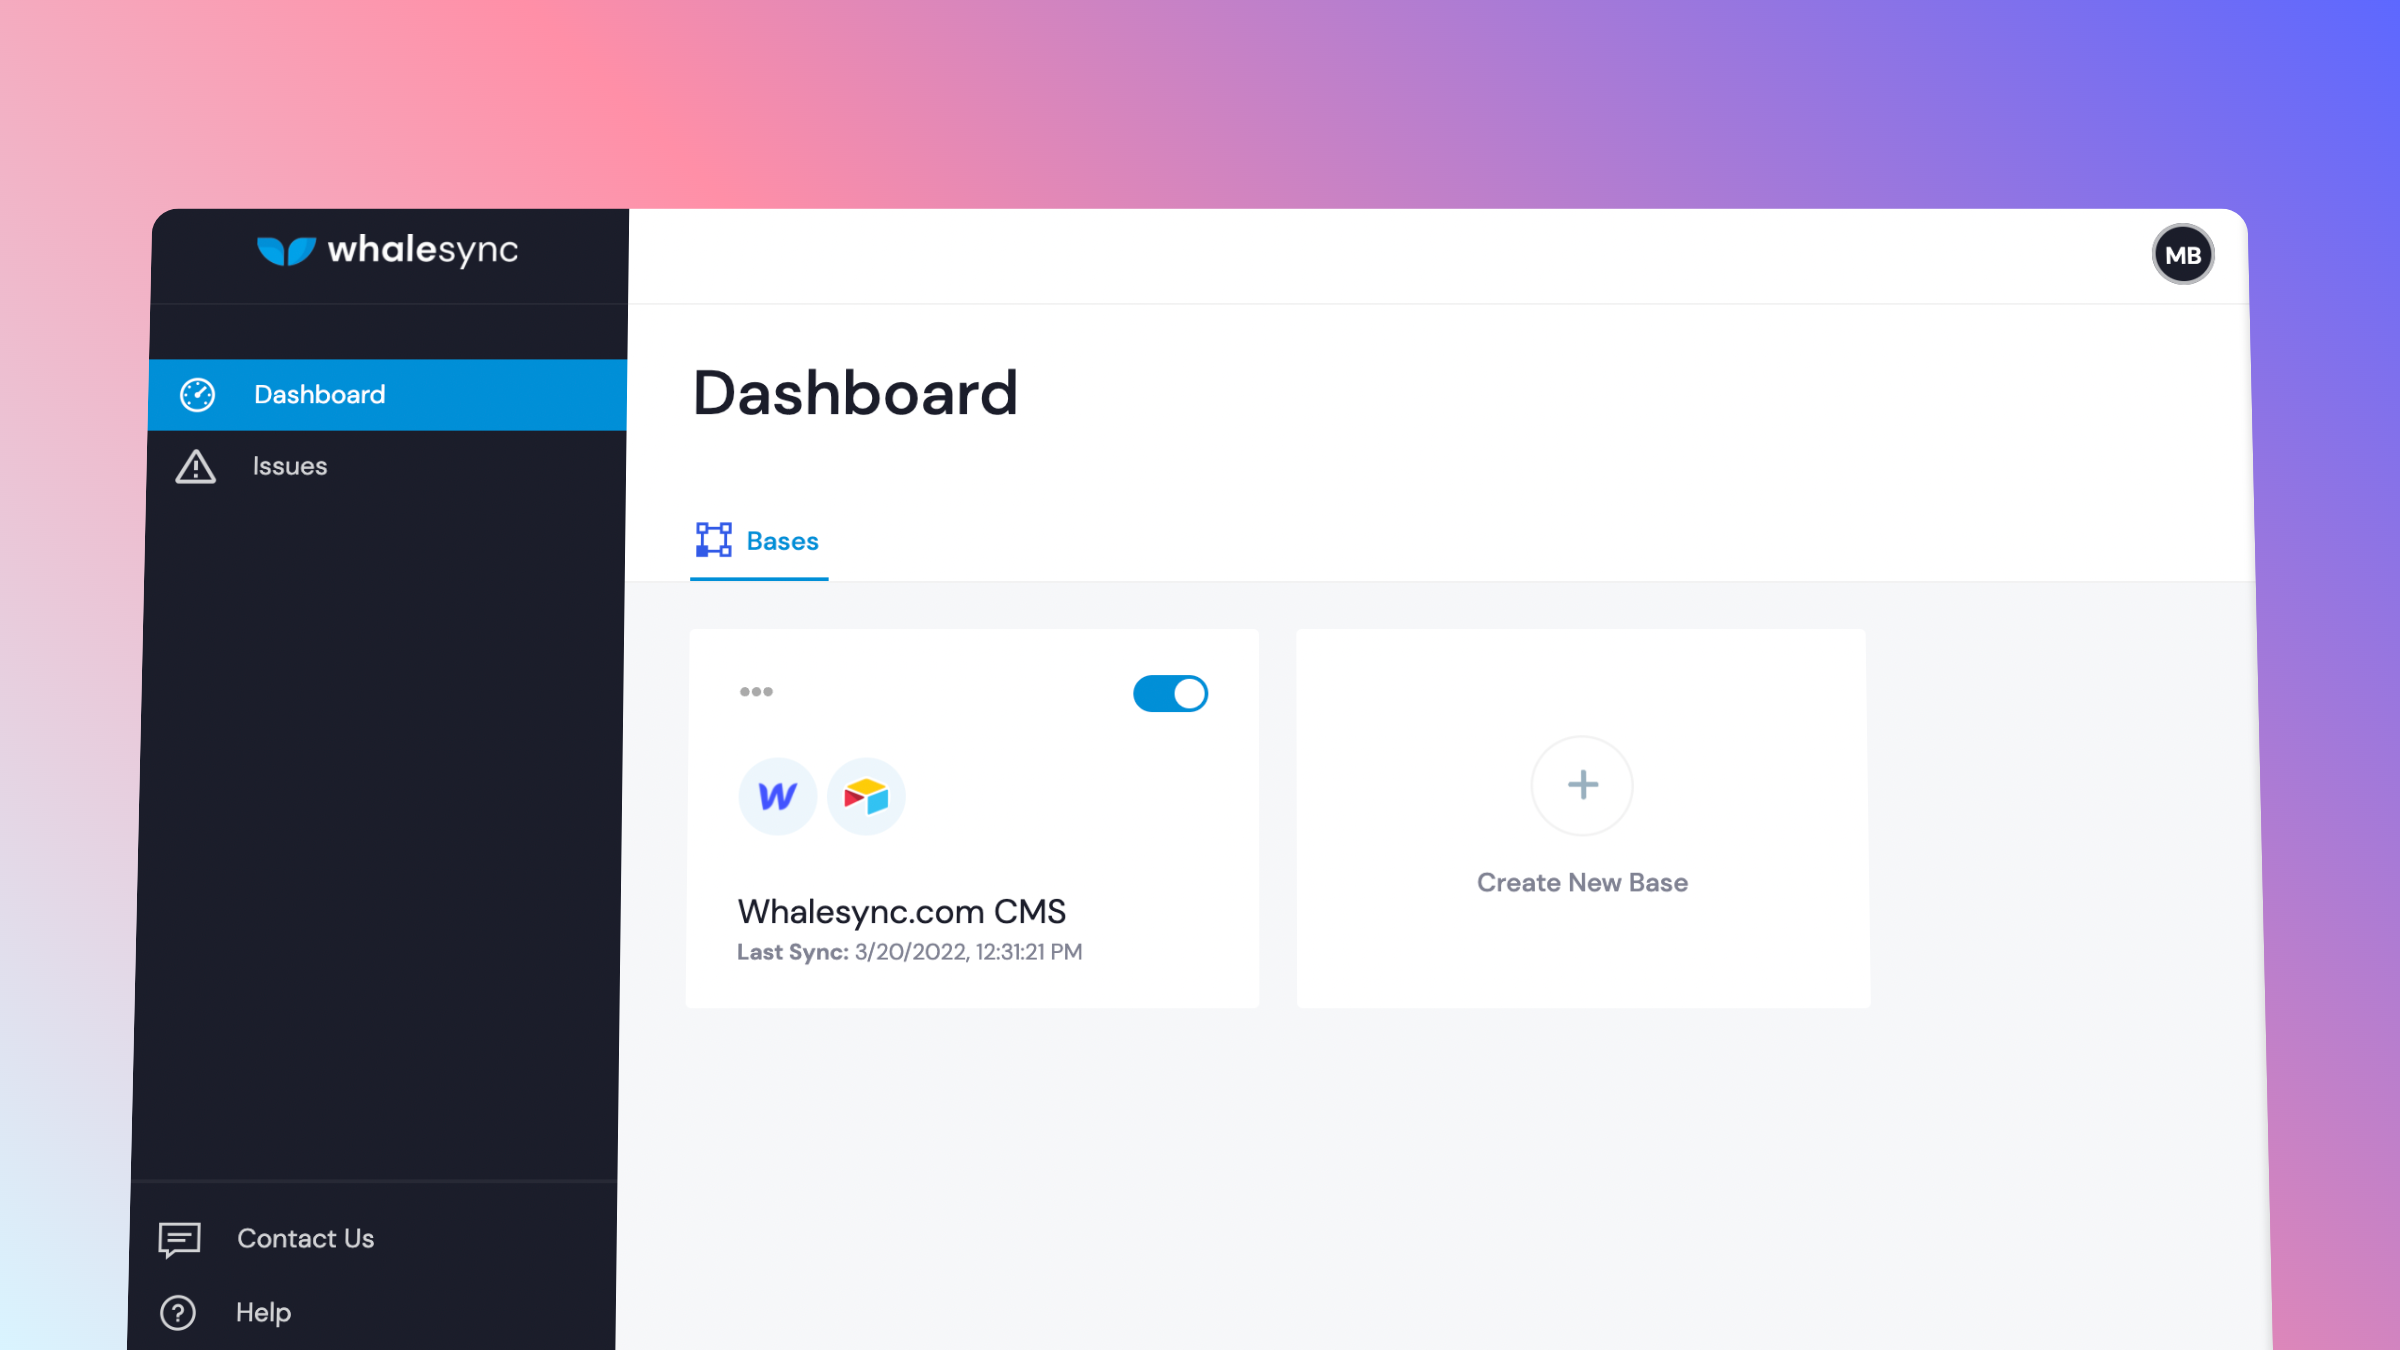 whalesync
MB
Dashboard
Issues
Dashboard
Bases
W
Whalesync.com CMS
Last Sync: 3/20/2022, 12:31:21 PM
Create New Base
Contact Us
Help